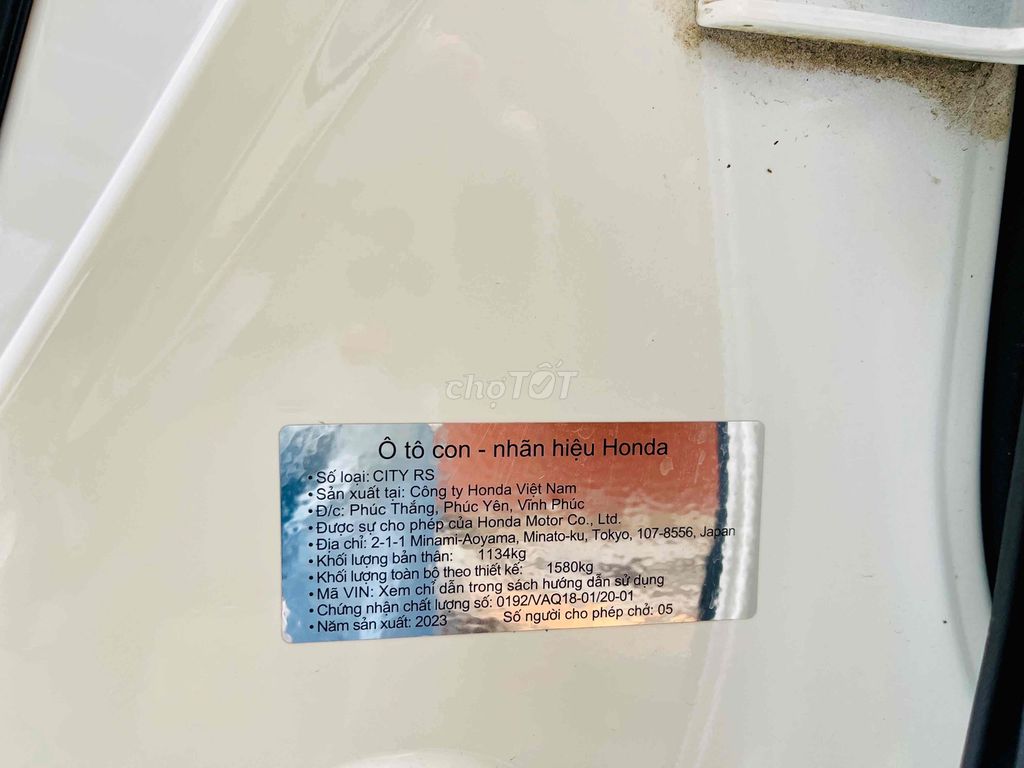 chợTỐT
Ô tô con - nhãn hiệu Honda
• Số loại: CITY RS
• Sản xuất tại: Công ty Honda Việt Nam
• Đ/c: Phúc Thắng, Phúc Yên, Vĩnh Phúc
• Được sự cho phép của Honda Motor Co., Ltd.
• Địa chỉ: 2-1-1 Minami-Aoyama, Minato-ku, Tokyo, 107-8556, Japan
• Khối lượng bản thân: 1134kg
• Khối lượng toàn bộ theo thiết kế: 1580kg
• Mã VIN: Xem chỉ dẫn trong sách hướng dẫn sử dụng
• Chứng nhận chất lượng số: 0192/VAQ18-01/20-01
• Năm sản xuất: 2023 Số người cho phép chở: 05